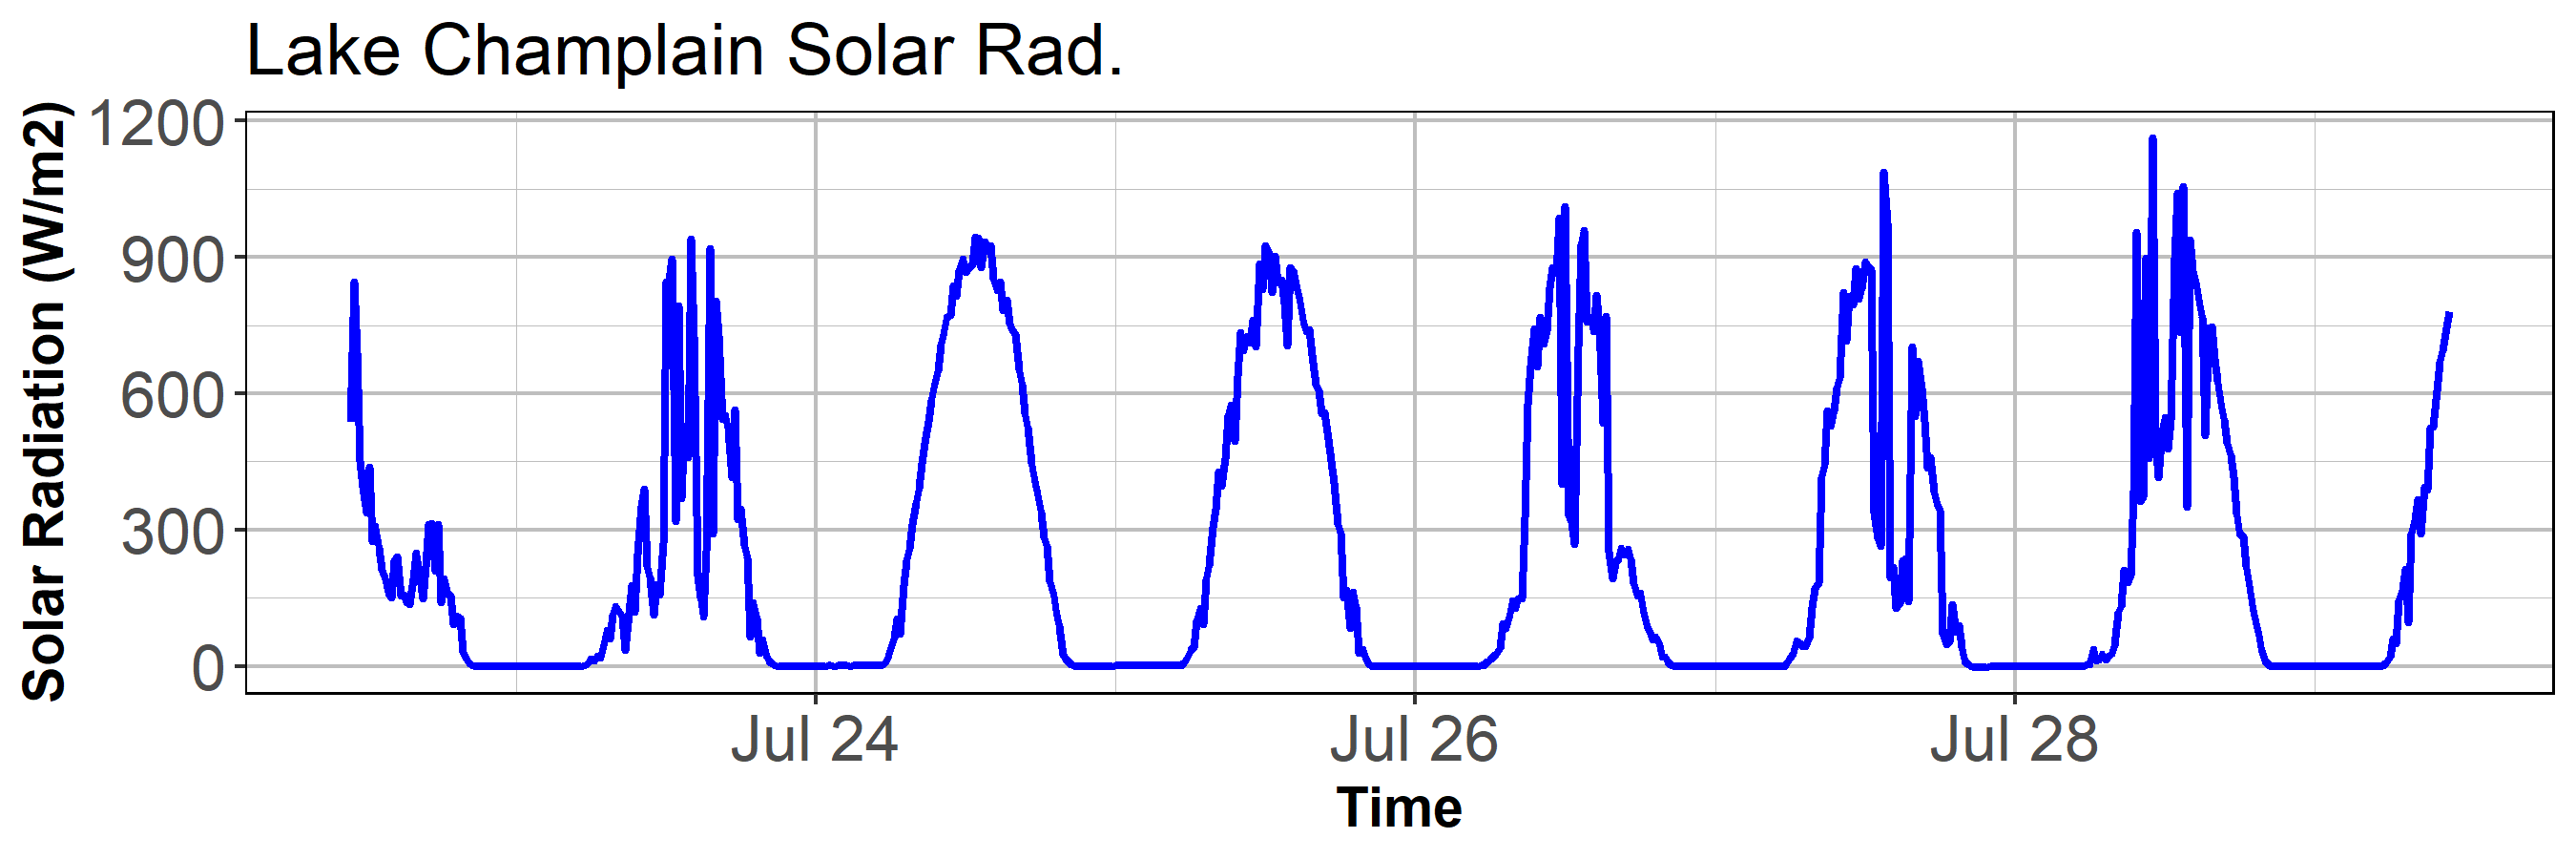 Lake Champlain Solar Rad.
Solar Radiation (W/m2)
1200
900
600
300
0
Jul 24
Jul 26
Jul 28
Time